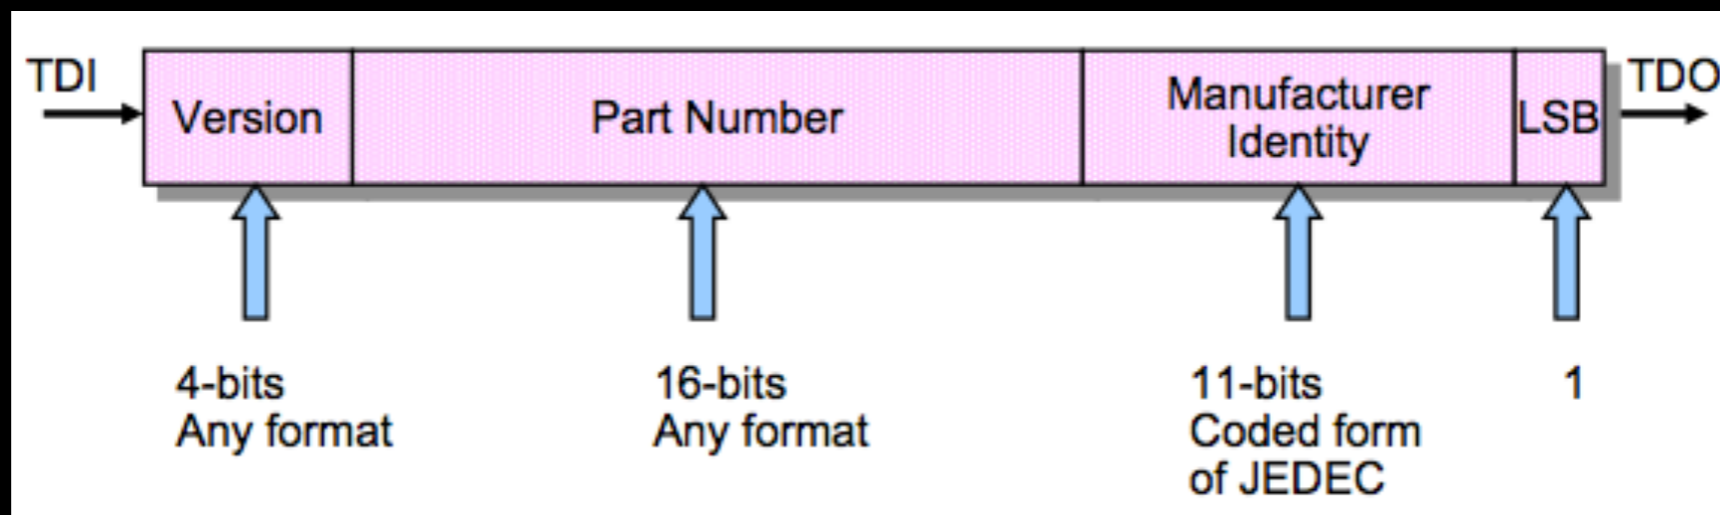 TDI
Version
Part Number
Manufacturer
Identity
LSB
TDO
4-bits
Any format
16-bits
Any format
11-bits
Coded form
of JEDEC
1